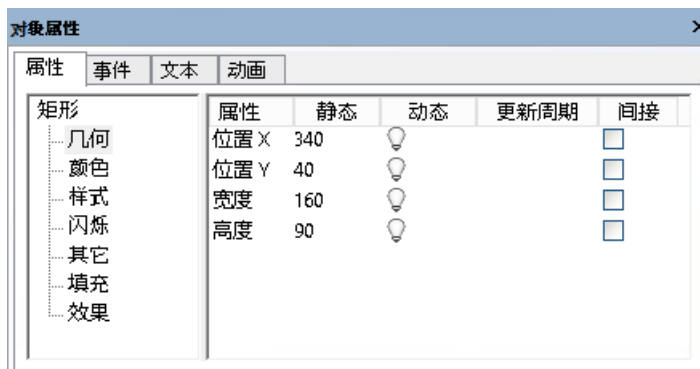 对象属性
属性 事件 文本 动画
矩形
几何
颜色
样式
闪烁
其它
填充
效果
属性 静态 动态 更新周期 间接
位置 X 340
位置 Y 40
宽度 160
高度 90